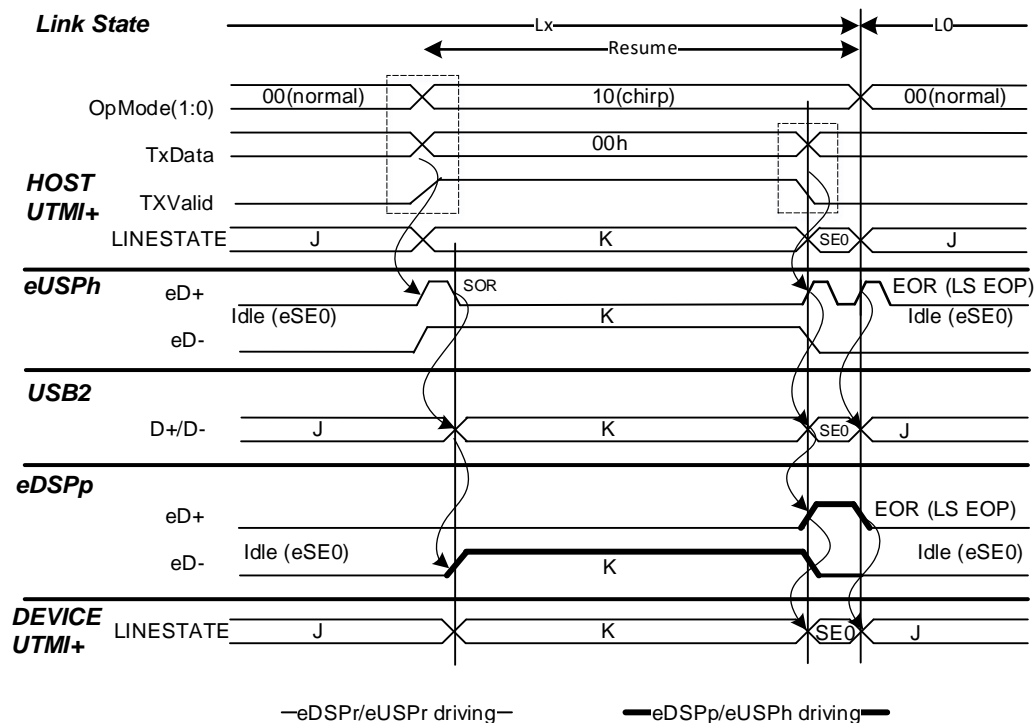 Link State
Lx
L0
Resume
OpMode(1:0)
00(normal)
10(chirp)
00(normal)
TxData
00h
HOST
UTMI+
TXValid
LINESTATE
J
K
SE0
J
eUSPh
eD+
SOR
EOR (LS EOP)
Idle (eSE0)
K
Idle (eSE0)
eD-
USB2
D+/D-
J
K
SE0
J
eDSPp
eD+
EOR (LS EOP)
Idle (eSE0)
Idle (eSE0)
eD-
K
DEVICE
UTMI+
LINESTATE
J
K
SE0
J
eDSPr/eUSPr driving
eDSPp/eUSPh driving